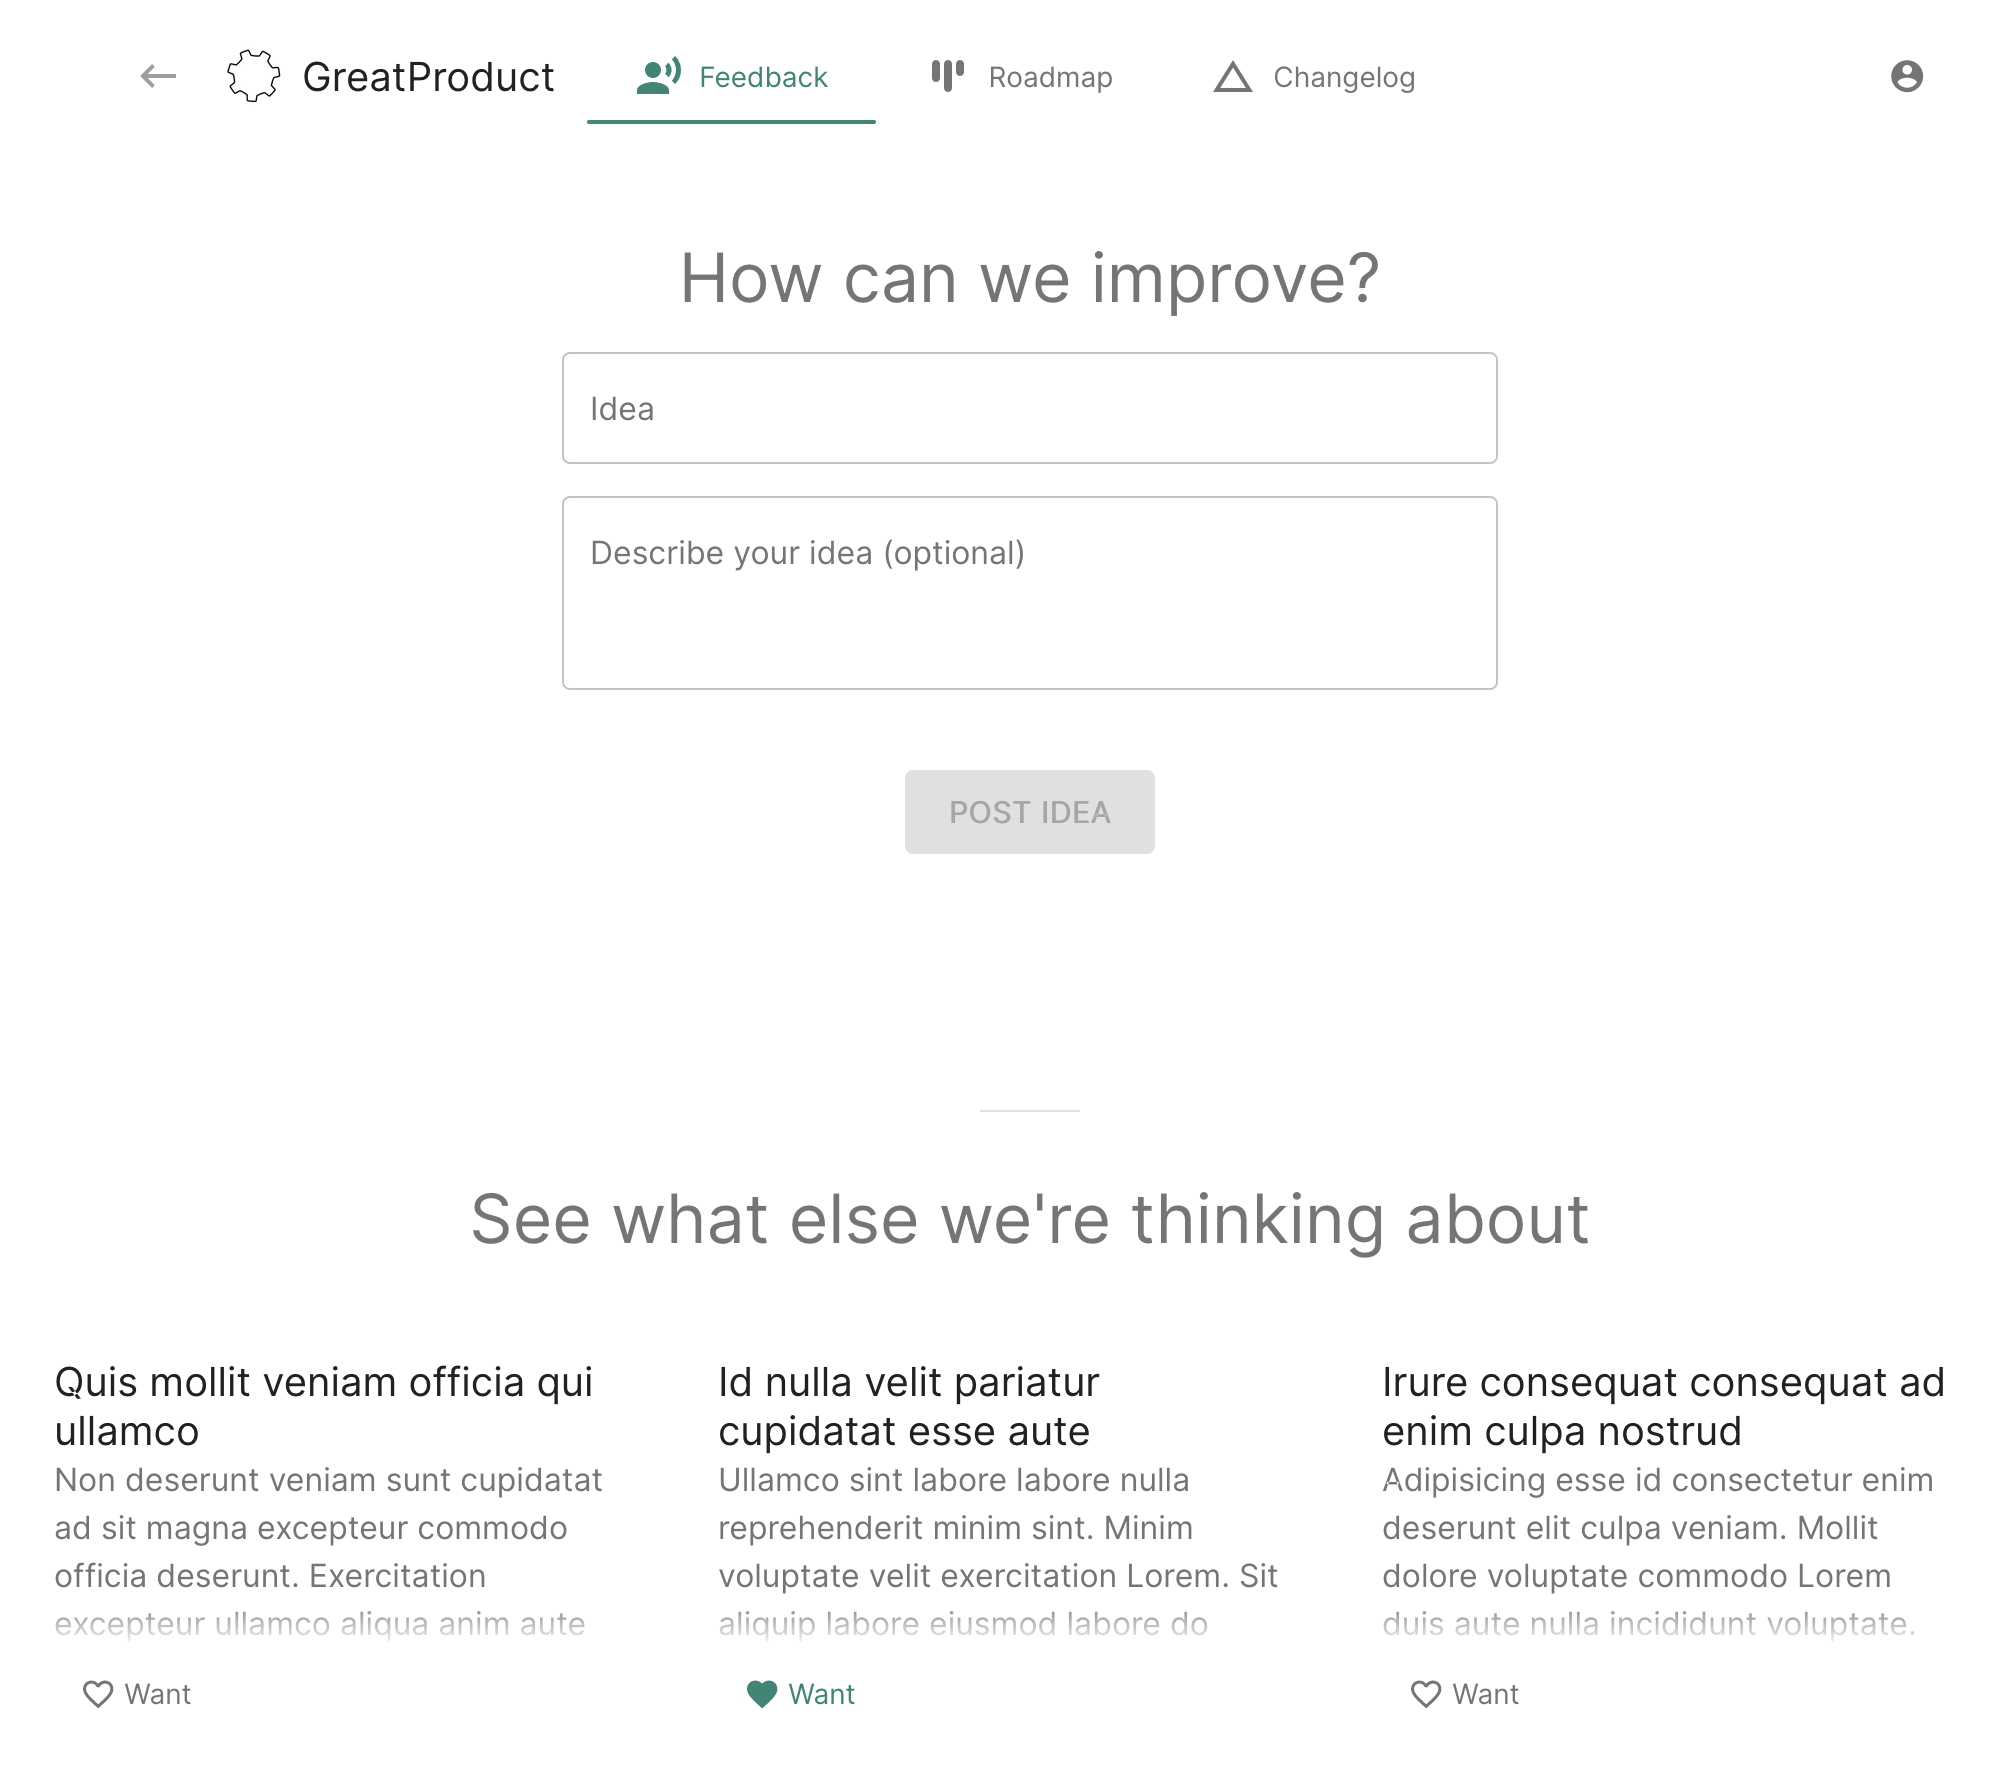 GreatProduct
Feedback
Roadmap
Changelog
How can we improve?
Idea
Describe your idea (optional)
POST IDEA
See what else we're thinking about
Quis mollit veniam officia qui
ullamco
Non deserunt veniam sunt cupidatat
ad sit magna excepteur commodo
officia deserunt. Exercitation
excepteur ullamco aliqua anim aute
Want
Id nulla velit pariatur
cupidatat esse aute
Ullamco sint labore labore nulla
reprehenderit minim sint. Minim
voluptate velit exercitation Lorem. Sit
aliquip labore eiusmod labore do
Want
Irure consequat consequat ad
enim culpa nostrud
Adipisicing esse id consectetur enim
deserunt elit culpa veniam. Mollit
dolore voluptate commodo Lorem
duis aute nulla incididunt voluptate.
Want